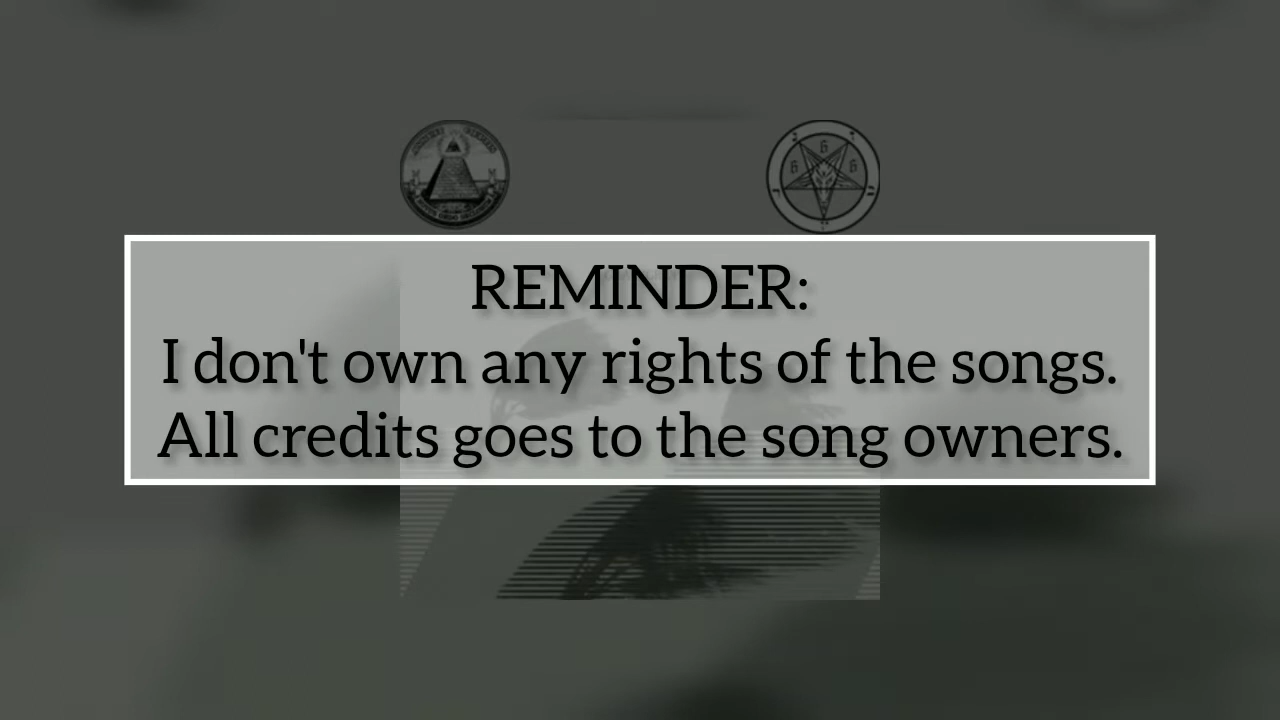 REMINDER:
I don't own any rights of the songs.
All credits goes to the song owners.